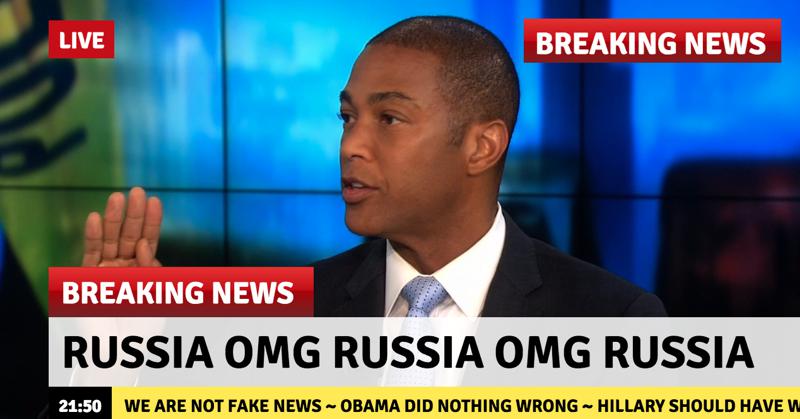 LIVE
BREAKING NEWS
BREAKING NEWS
RUSSIA OMG RUSSIA OMG RUSSIA
21:50 WE ARE NOT FAKE NEWS ~ OBAMA DID NOTHING WRONG ~ HILLARY SHOULD HAVE